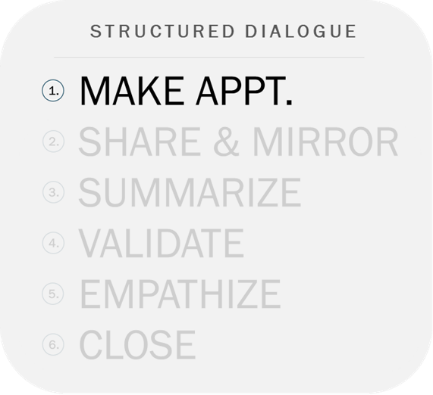 STRUCTURED DIALOGUE
1. MAKE APPT.
2. SHARE & MIRROR
3. SUMMARIZE
4. VALIDATE
5. EMPATHIZE
6. CLOSE